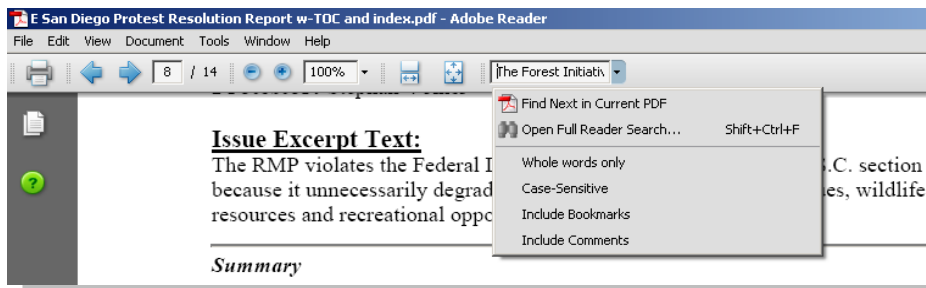 E San Diego Protest Resolution Report w-TOC and index.pdf - Adobe Reader
File Edit View Document Tools Window Help
8 / 14 100% The Forest Initiativ
Find Next in Current PDF
Open Full Reader Search... Shift+Ctrl+F
Whole words only
Case-Sensitive
Include Bookmarks
Include Comments
Issue Excerpt Text:
The RMP violates the Federal .C. section
because it unnecessarily degrad es, wildlife
resources and recreational oppo
Summary